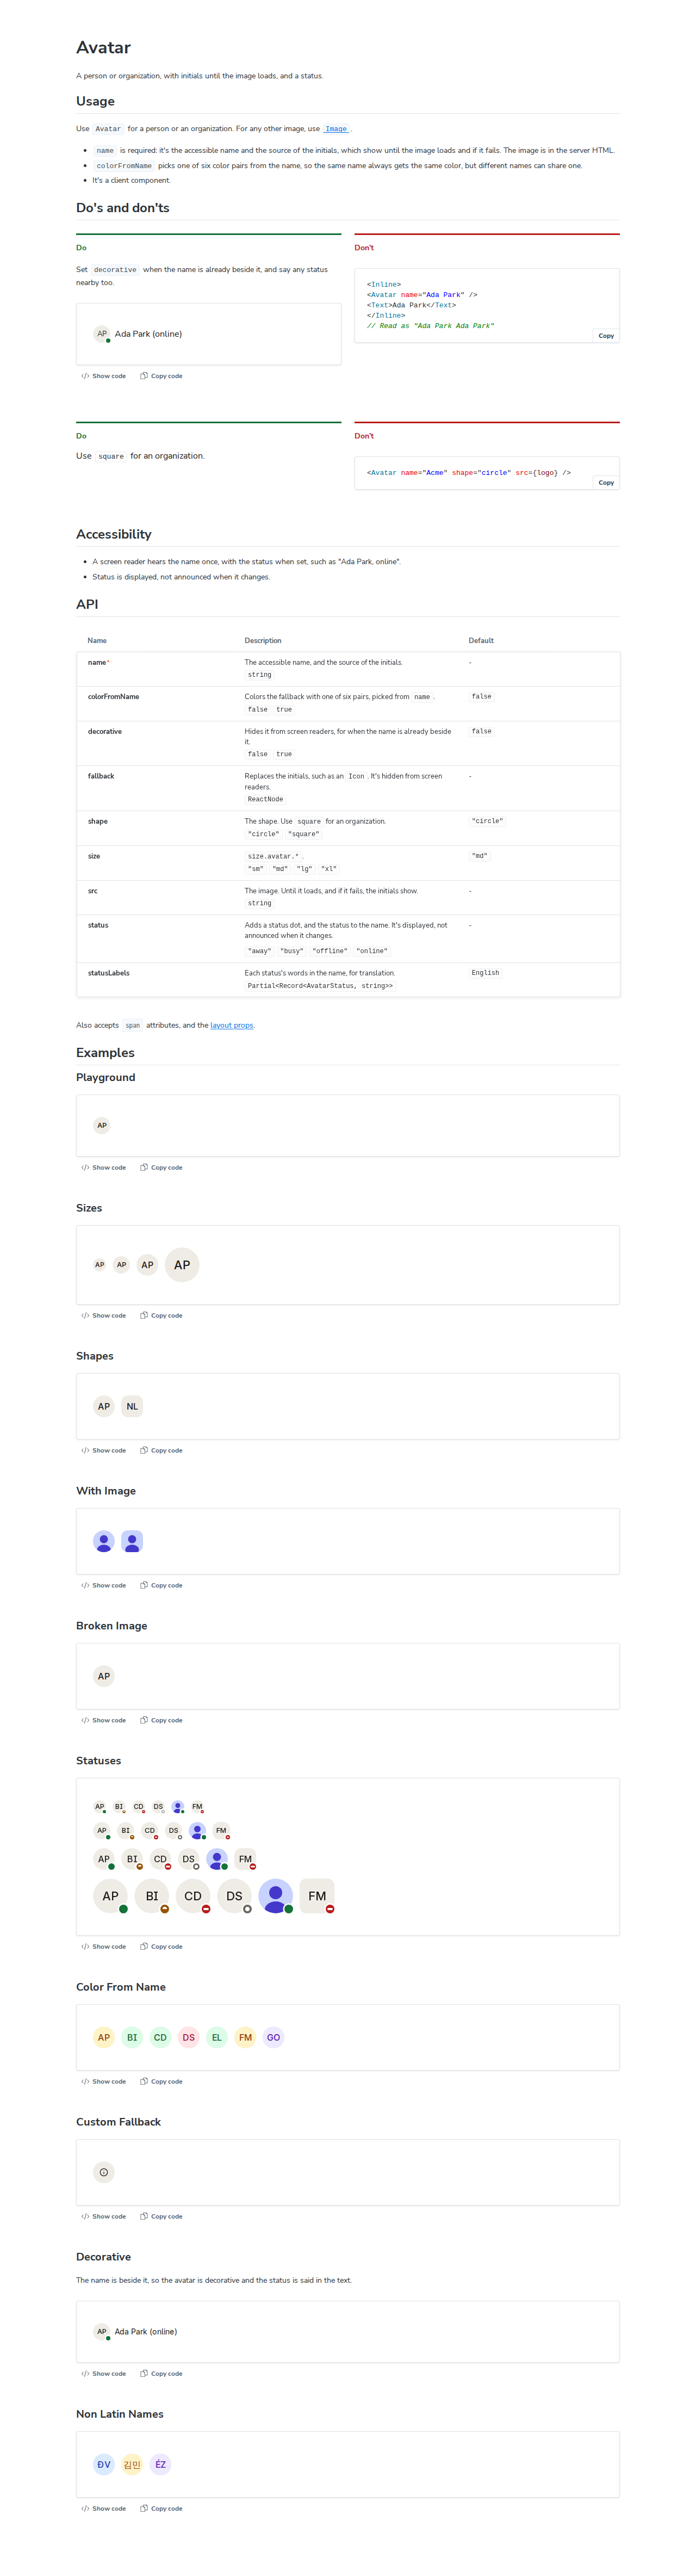 Avatar
A person or organization, with initials until the image loads, and a status.
Usage
Use Avatar for a person or an organization. For any other image, use Image .
name is required: it's the accessible name and the source of the initials, which show until the image loads and if it fails. The image is in the server HTML.
colorFromName picks one of six color pairs from the name, so the same name always gets the same color, but different names can share one.
It's a client component.
Do's and don'ts
Do
Set decorative when the name is already beside it, and say any status
nearby too.
AP Ada Park (online)
Show code Copy code
Don't
<Inline>
<Avatar name="Ada Park" />
<Text>Ada Park</Text>
</Inline>
// Read as "Ada Park Ada Park"
Copy
Do
Use square for an organization.
Don't
<Avatar name="Acme" shape="circle" src={logo} />
Copy
Accessibility
A screen reader hears the name once, with the status when set, such as "Ada Park, online".
Status is displayed, not announced when it changes.
API
Name Description Default
name* The accessible name, and the source of the initials. -
string
colorFromName Colors the fallback with one of six pairs, picked from name . false
false true
decorative Hides it from screen readers, for when the name is already beside false
it.
false true
fallback Replaces the initials, such as an Icon . It's hidden from screen -
readers.
ReactNode
shape The shape. Use square for an organization. "circle"
"circle" "square"
size size.avatar.* . "md"
"sm" "md" "lg" "xl"
src The image. Until it loads, and if it fails, the initials show. -
string
status Adds a status dot, and the status to the name. It's displayed, not -
announced when it changes.
"away" "busy" "offline" "online"
statusLabels Each status's words in the name, for translation. English
Partial<Record<AvatarStatus, string>>
Also accepts span attributes, and the layout props.
Examples
Playground
AP
Show code Copy code
Sizes
AP AP AP AP
Show code Copy code
Shapes
AP NL
Show code Copy code
With Image
Show code Copy code
Broken Image
AP
Show code Copy code
Statuses
AP BI CD DS FM
AP BI CD DS FM
AP BI CD DS FM
AP BI CD DS FM
Show code Copy code
Color From Name
AP BI CD DS EL FM GO
Show code Copy code
Custom Fallback
Show code Copy code
Decorative
The name is beside it, so the avatar is decorative and the status is said in the text.
AP Ada Park (online)
Show code Copy code
Non Latin Names
ĐV 김민 ÉZ
Show code Copy code